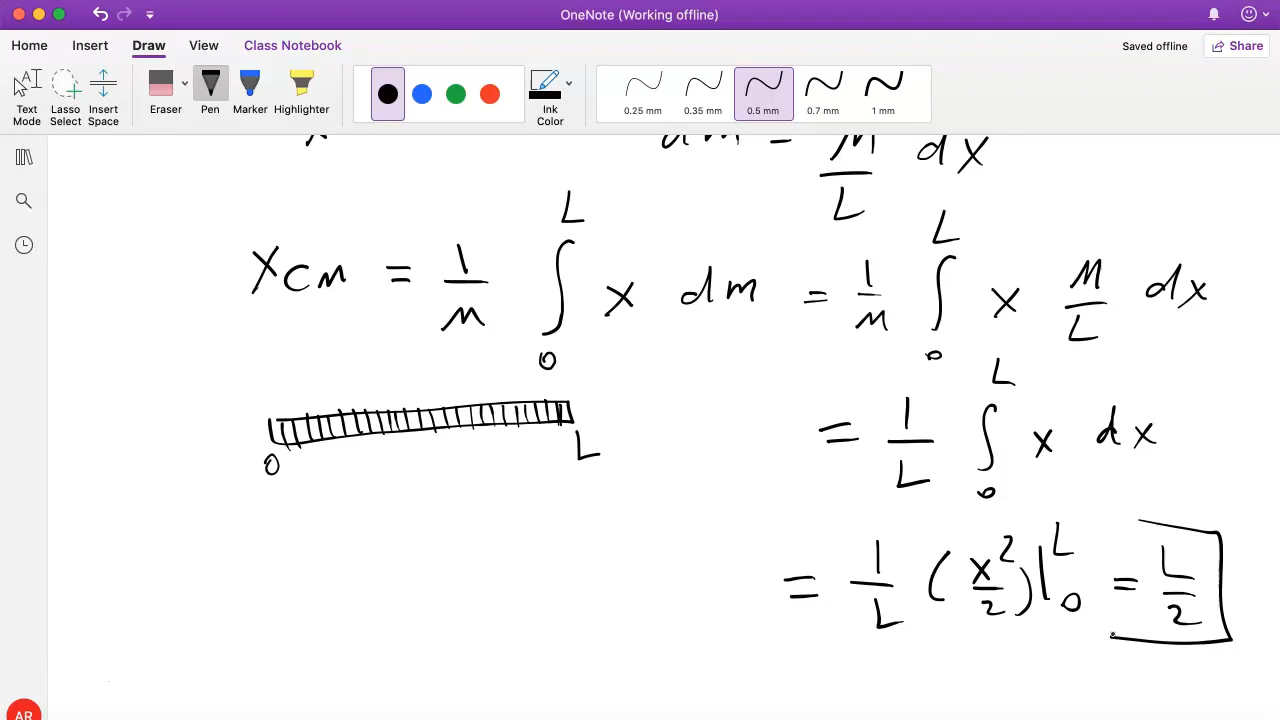 OneNote (Working offline)
Home Insert Draw View Class Notebook
Saved offline Share
Text Mode Lasso Select Insert Space Eraser Pen Marker Highlighter Ink Color 0.25 mm 0.35 mm 0.5 mm 0.7 mm 1 mm
x dm = M/L dx
XCM = 1/M ∫₀ᴸ x dm = 1/M ∫₀ᴸ x M/L dx
= 1/L ∫₀ᴸ x dx
0 L
= 1/L (x²/2)|₀ᴸ = L/2
AR